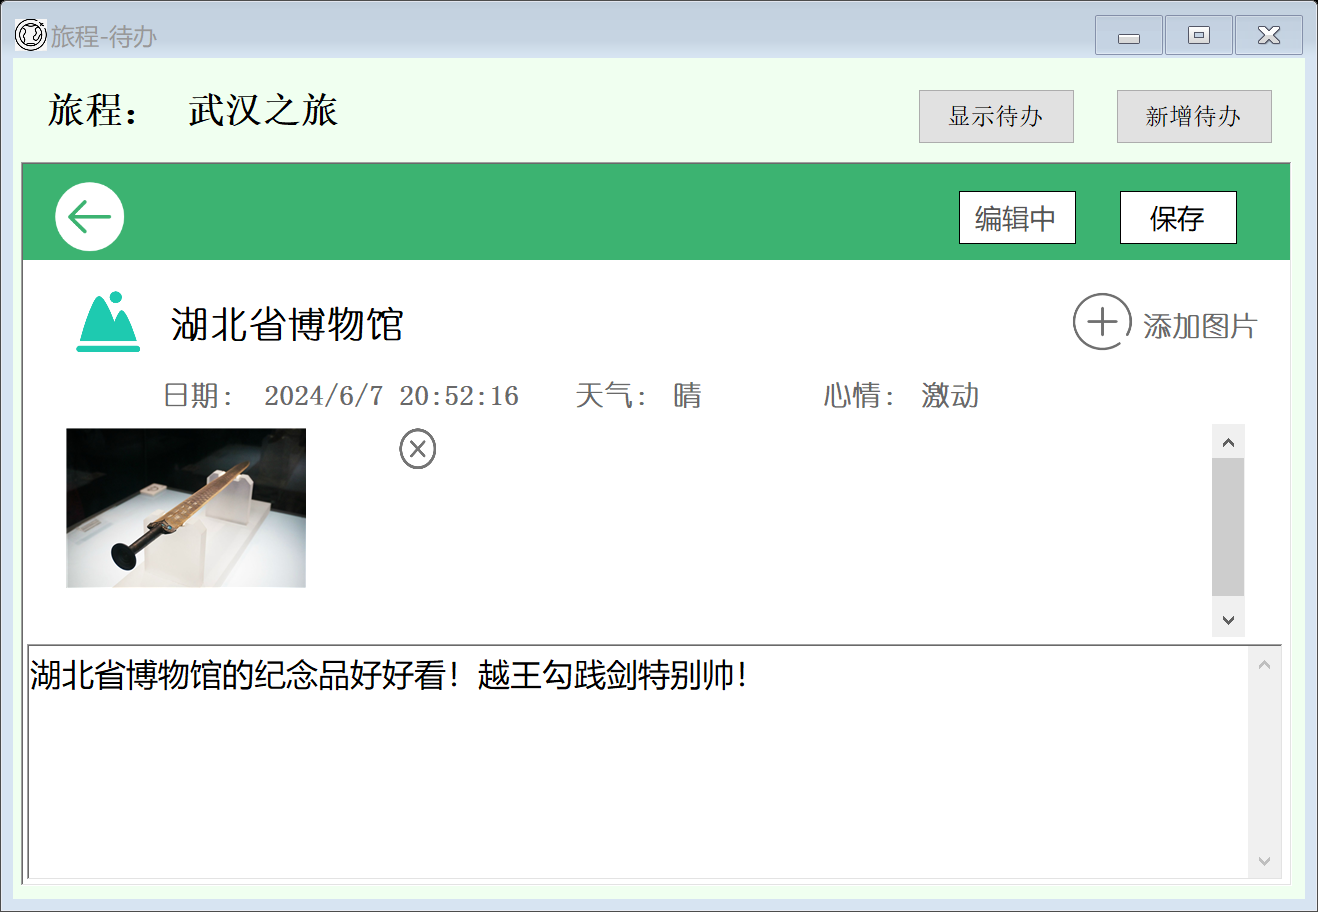 旅程-待办
旅程： 武汉之旅
显示待办 新增待办
编辑中 保存
湖北省博物馆
添加图片
日期： 2024/6/7 20:52:16 天气： 晴 心情： 激动
湖北省博物馆的纪念品好好看！越王勾践剑特别帅！